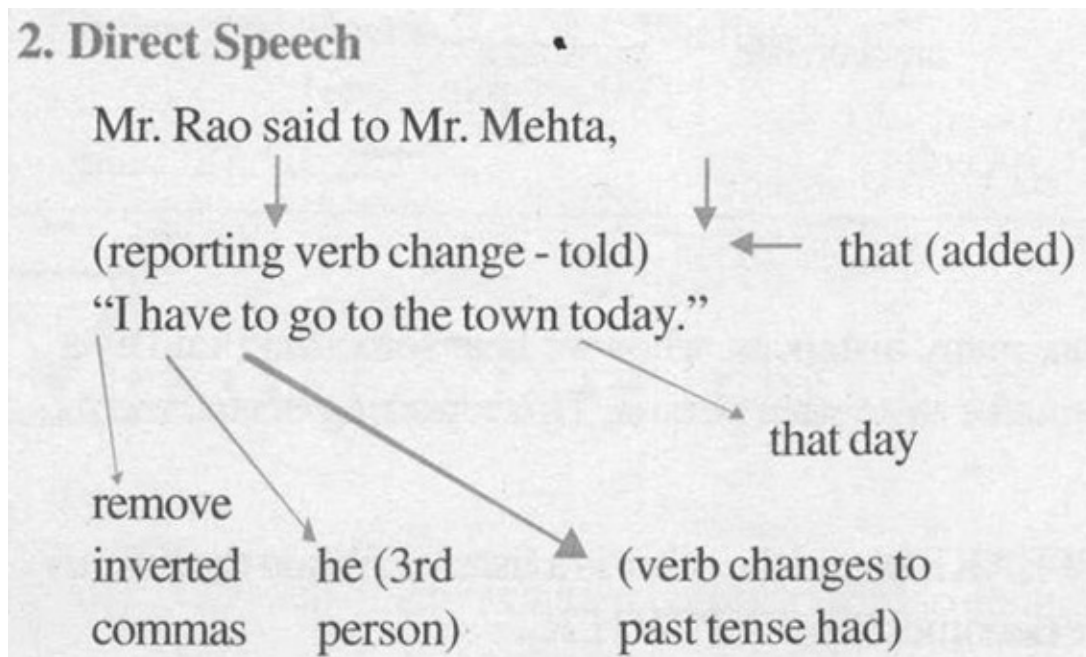 2. Direct Speech
Mr. Rao said to Mr. Mehta,
(reporting verb change - told) that (added)
“I have to go to the town today.”
that day
remove
inverted he (3rd (verb changes to
commas person) past tense had)